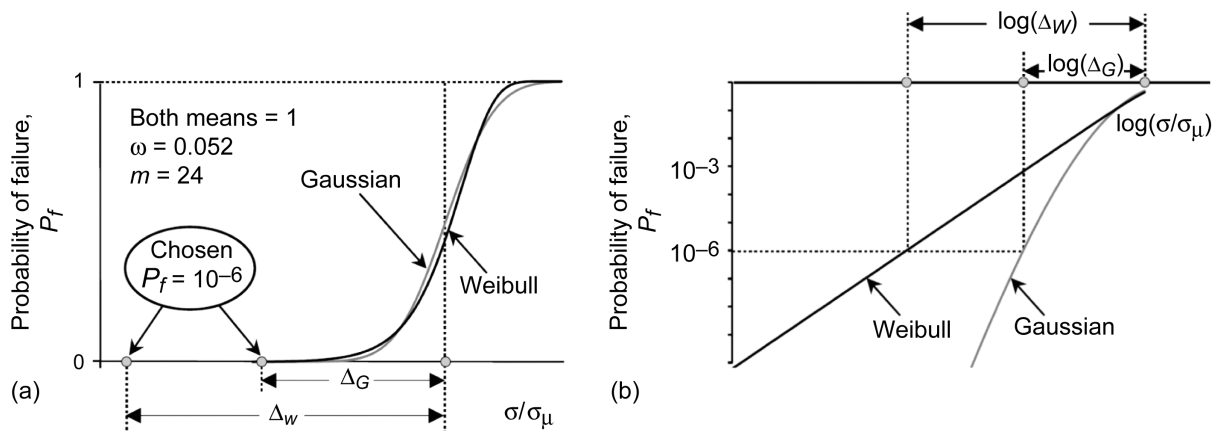 1
Both means = 1
ω = 0.052
m = 24
Gaussian
Chosen
P_f = 10⁻⁶
Weibull
0
Probability of failure,
P_f
Δ_G
Δ_w
σ/σ_μ
(a)
log(Δ_W)
log(Δ_G)
log(σ/σ_μ)
10⁻³
10⁻⁶
Probability of failure,
P_f
Weibull
Gaussian
(b)